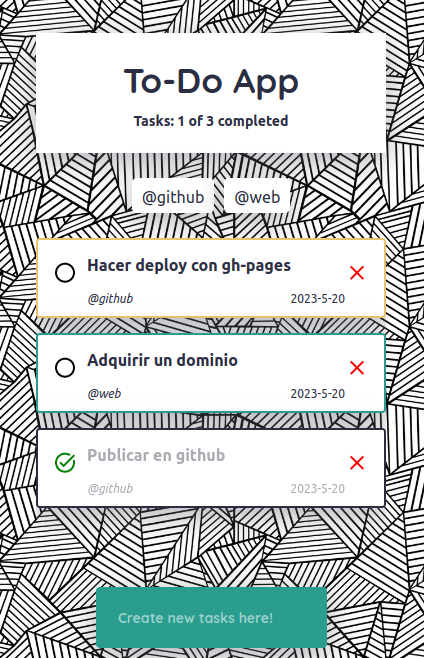 To-Do App
Tasks: 1 of 3 completed
@github @web
Hacer deploy con gh-pages
@github 2023-5-20
Adquirir un dominio
@web 2023-5-20
Publicar en github
@github 2023-5-20
Create new tasks here!